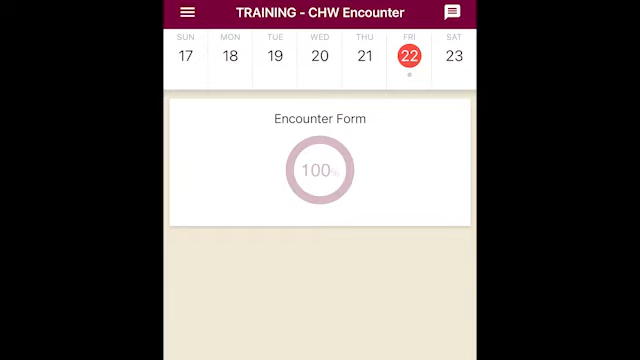 TRAINING - CHW Encounter
SUN MON TUE WED THU FRI SAT
17 18 19 20 21 22 23
Encounter Form
100%